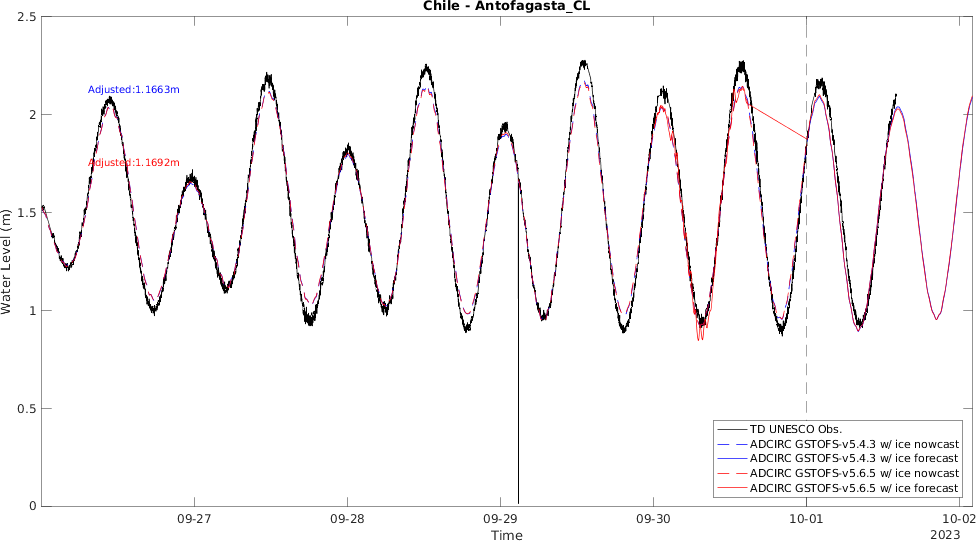 Chile - Antofagasta_CL
2.5
2
1.5
1
0.5
0
Water Level (m)
Adjusted:1.1663m
Adjusted:1.1692m
TD UNESCO Obs.
ADCIRC GSTOFS-v5.4.3 w/ ice nowcast
ADCIRC GSTOFS-v5.4.3 w/ ice forecast
ADCIRC GSTOFS-v5.6.5 w/ ice nowcast
ADCIRC GSTOFS-v5.6.5 w/ ice forecast
09-27 09-28 09-29 09-30 10-01 10-02
Time
2023